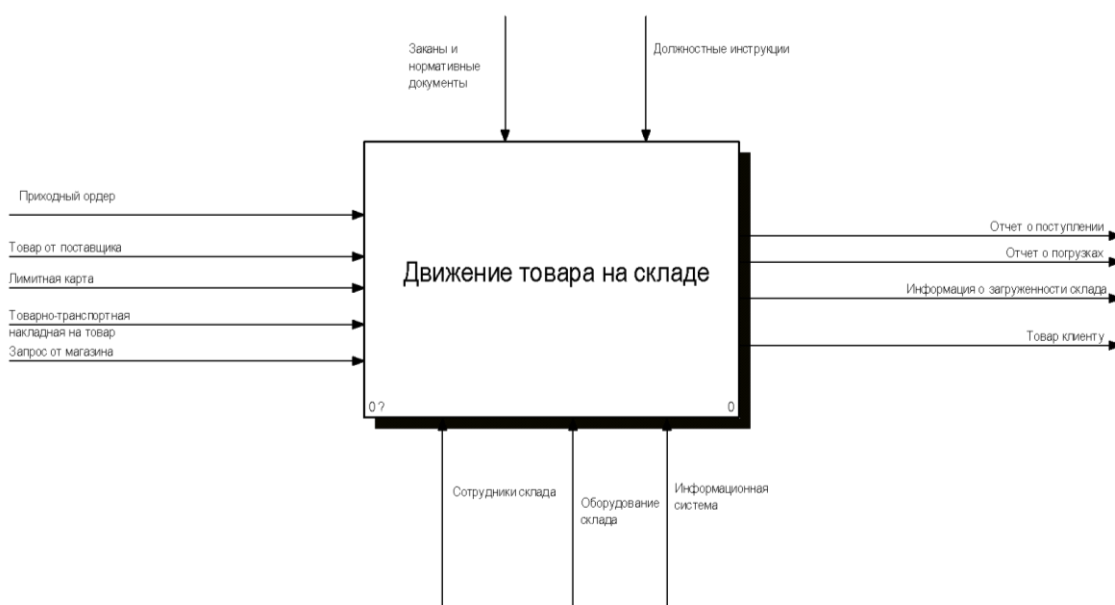 Заканы и
нормативные
документы
Должностные инструкции
Приходный ордер
Товар от поставщика
Лимитная карта
Товарно-транспортная
накладная на товар
Запрос от магазина
Движение товара на складе
0 ?
0
Отчет о поступлении
Отчет о погрузках
Информация о загруженности склада
Товар клиенту
Сотрудники склада
Оборудование
склада
Информационная
система